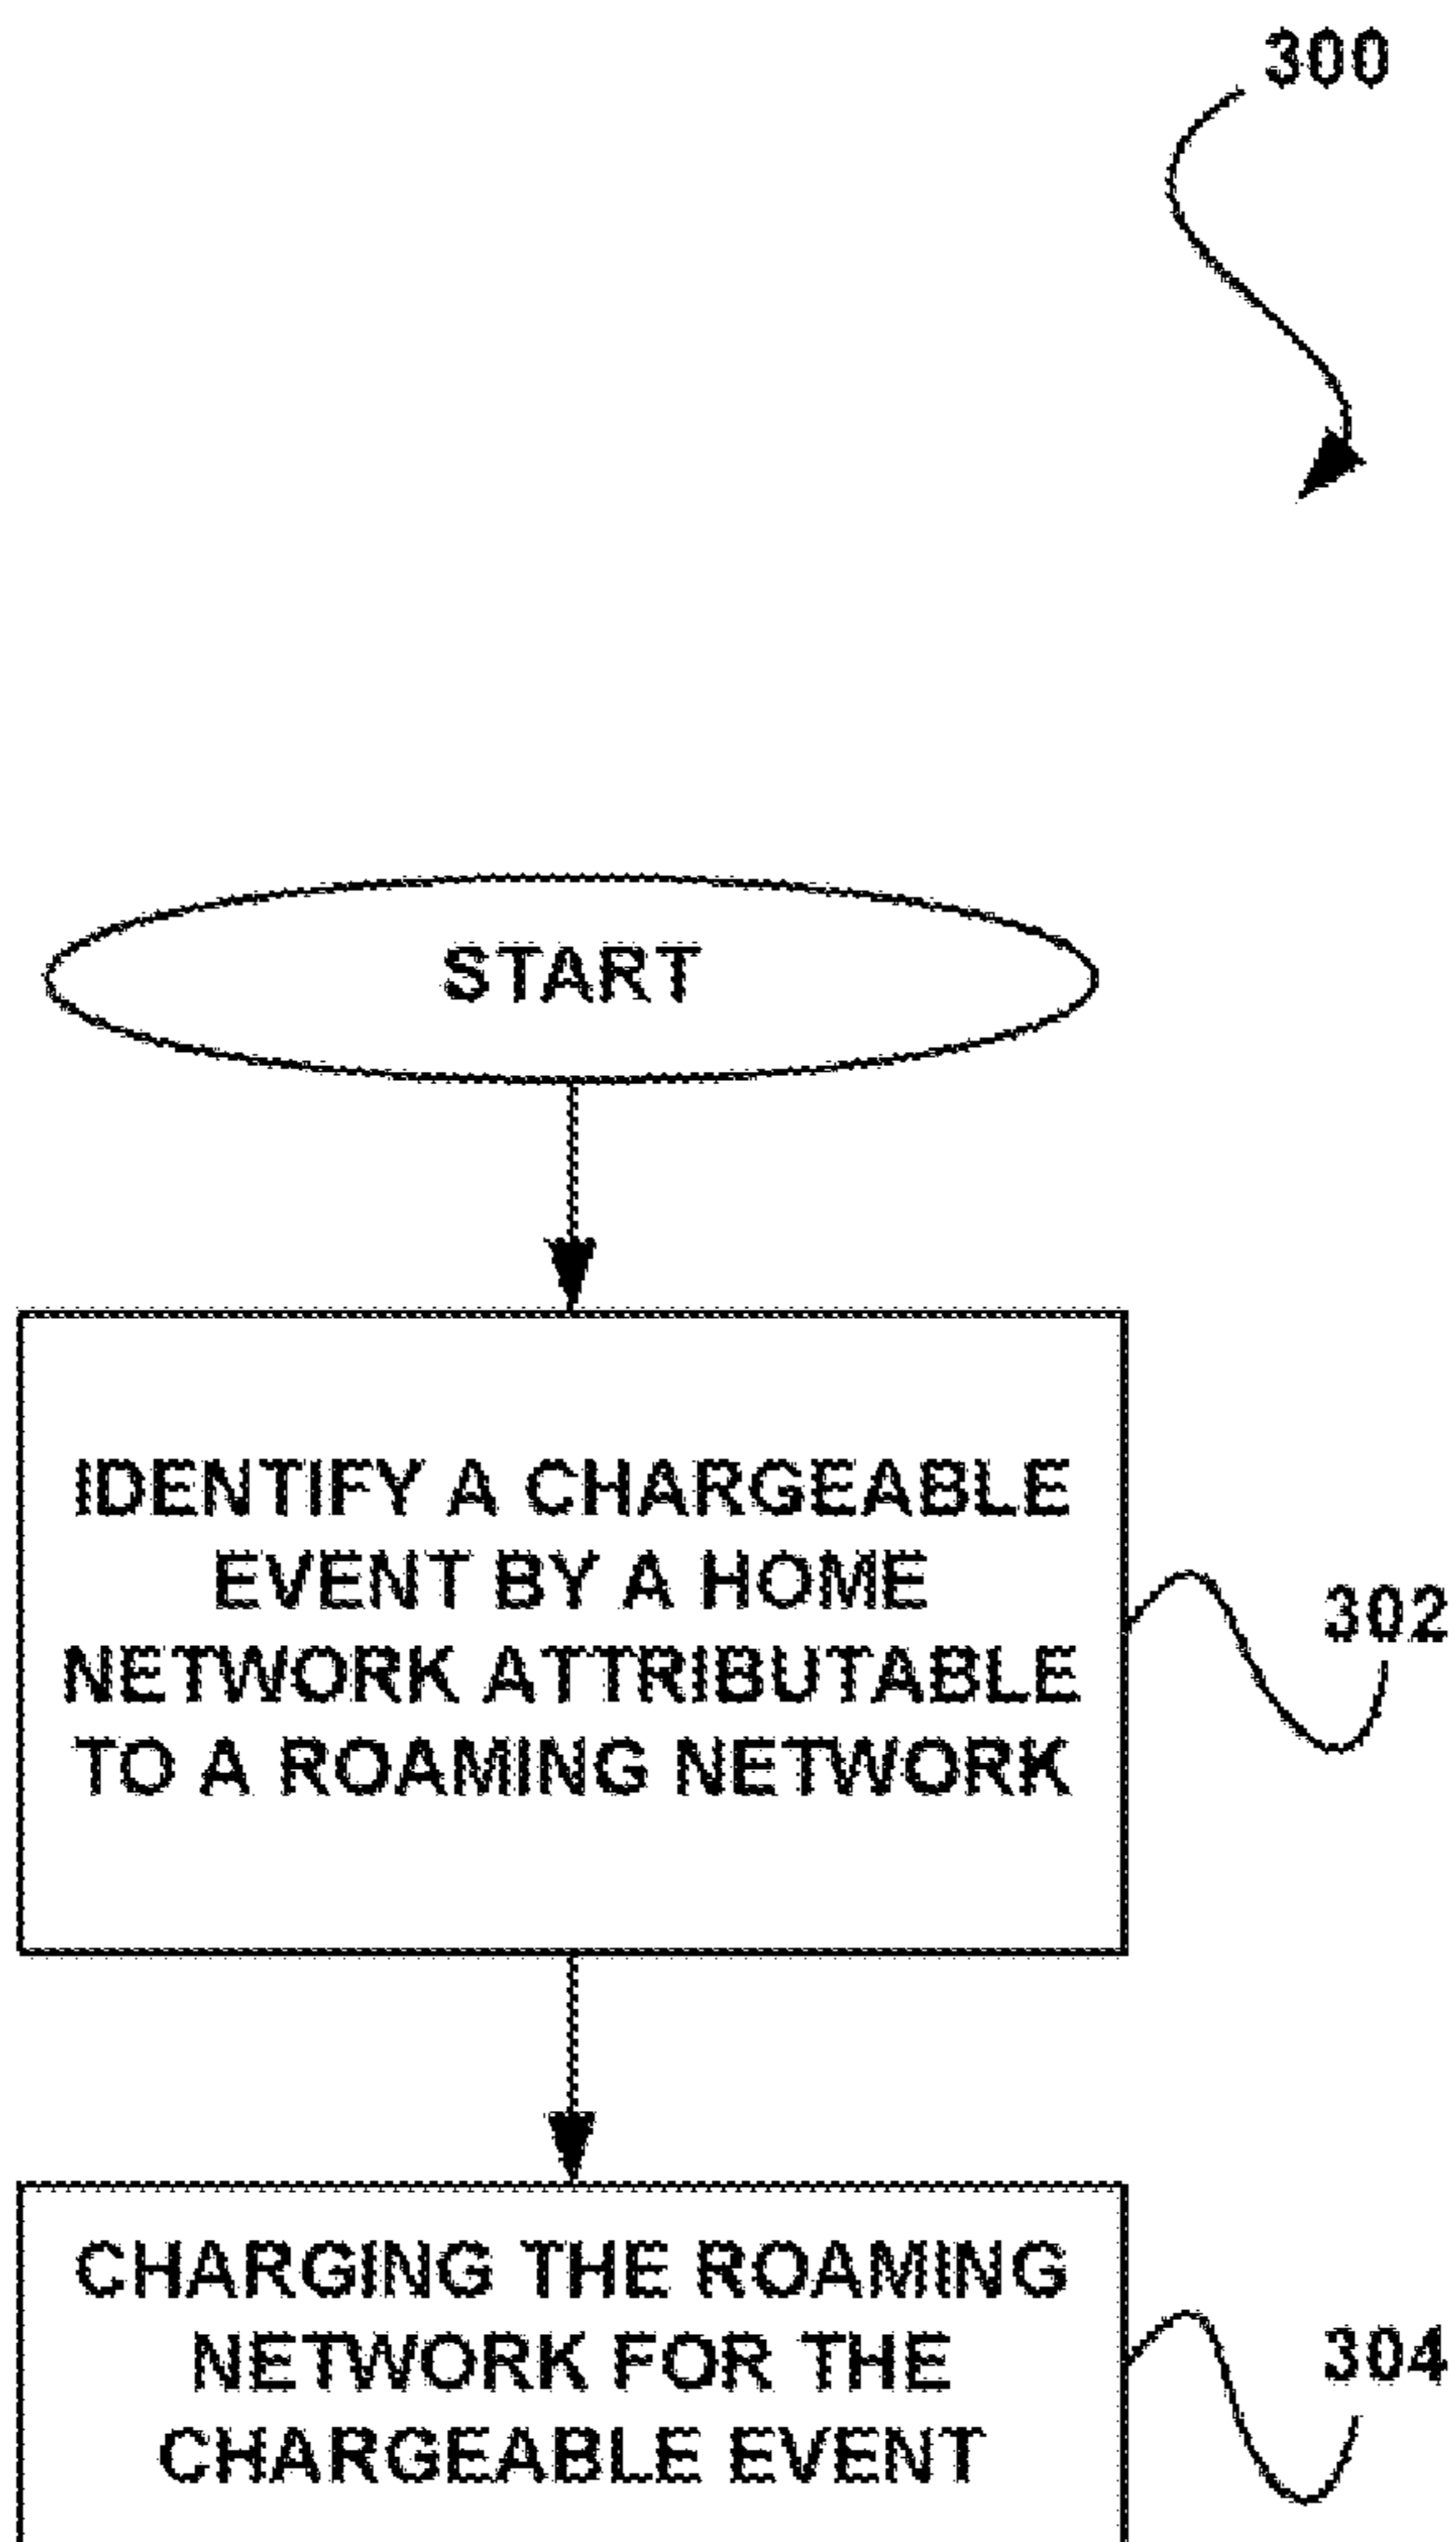 300
START
IDENTIFY A CHARGEABLE
EVENT BY A HOME
NETWORK ATTRIBUTABLE
TO A ROAMING NETWORK
302
CHARGING THE ROAMING
NETWORK FOR THE
CHARGEABLE EVENT
304